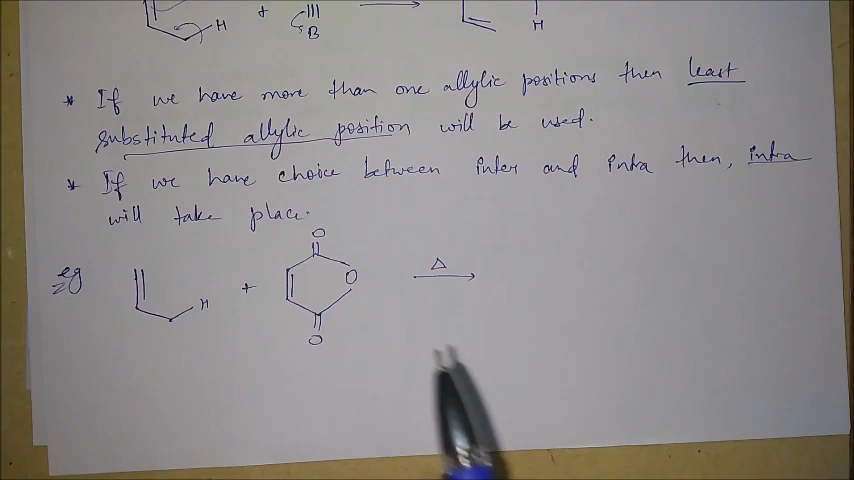 H + B H
* If we have more than one allylic positions then least
substituted allylic position will be used.
* If we have choice between inter and intra then, intra
will take place.
O
eg H + O Δ
O